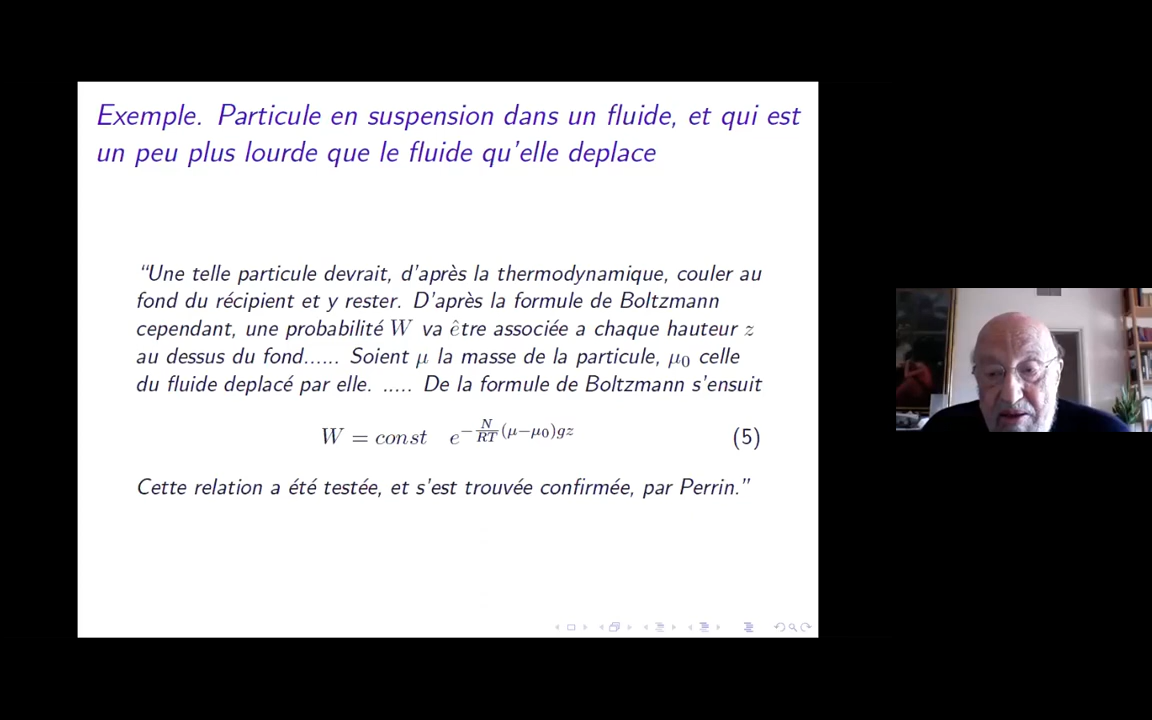 Exemple. Particule en suspension dans un fluide, et qui est
un peu plus lourde que le fluide qu'elle deplace
“Une telle particule devrait, d'après la thermodynamique, couler au
fond du récipient et y rester. D'après la formule de Boltzmann
cependant, une probabilité W va être associée a chaque hauteur z
au dessus du fond...... Soient μ la masse de la particule, μ₀ celle
du fluide deplacé par elle. ..... De la formule de Boltzmann s'ensuit
W = const e^{-\frac{N}{RT}(μ-μ₀)gz} (5)
Cette relation a été testée, et s'est trouvée confirmée, par Perrin.”